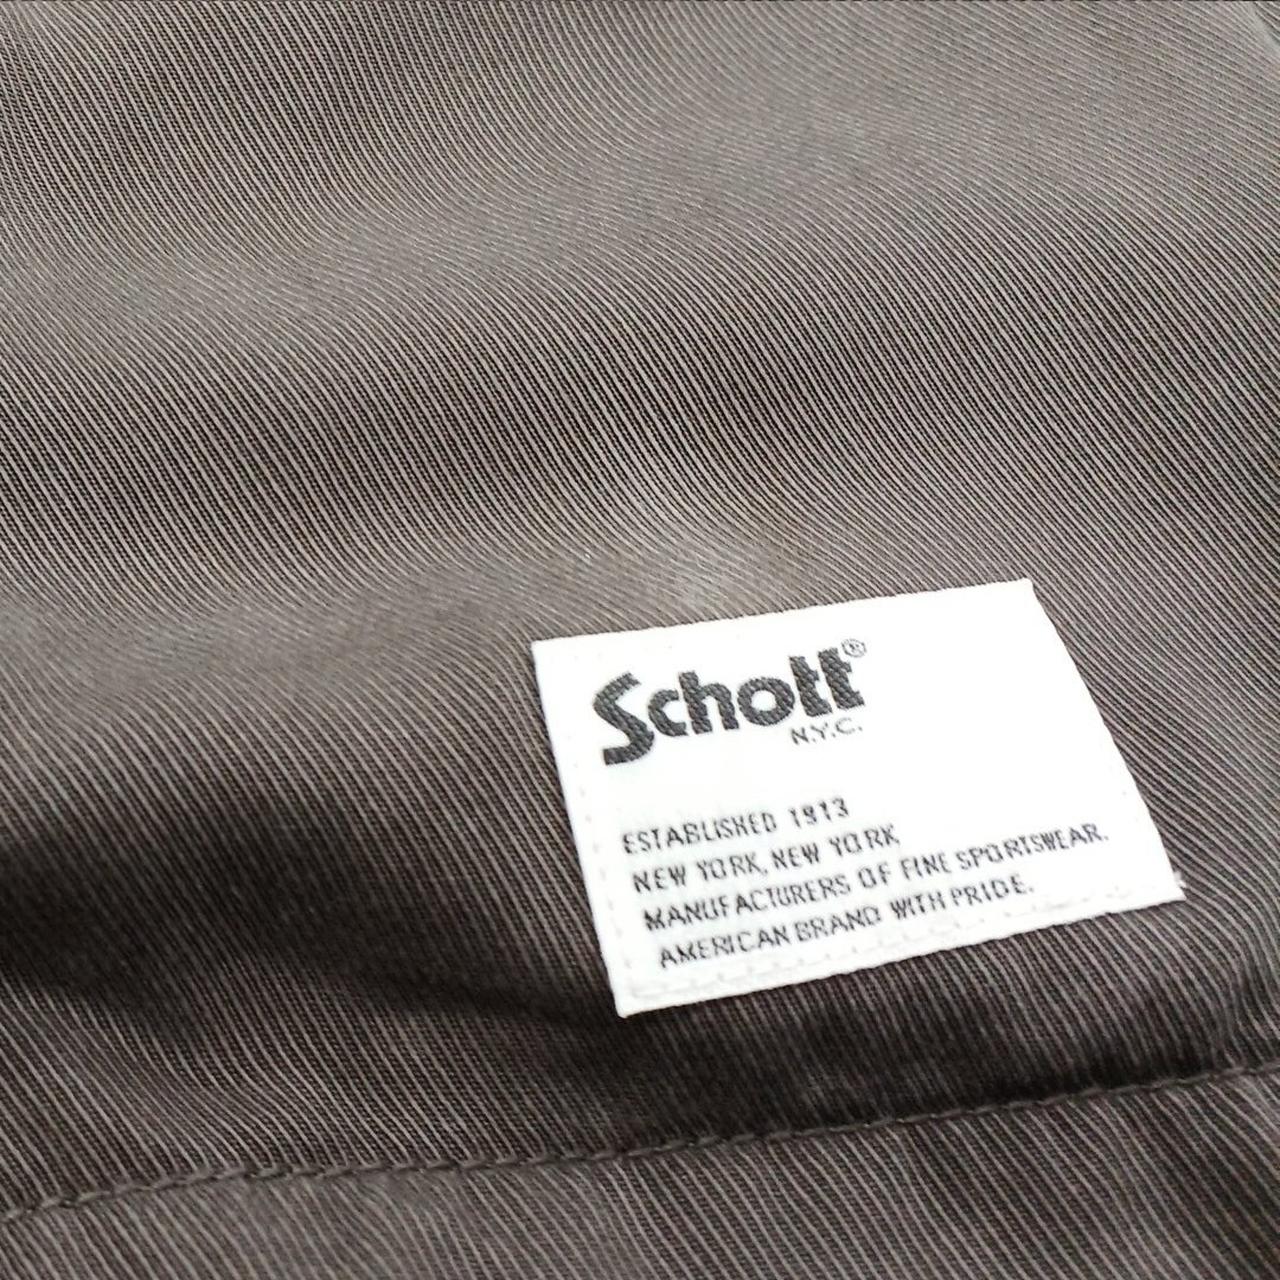 Schott®
N.Y.C.
ESTABLISHED 1913
NEW YORK, NEW YORK
MANUFACTURERS OF FINE SPORTSWEAR.
AMERICAN BRAND WITH PRIDE.